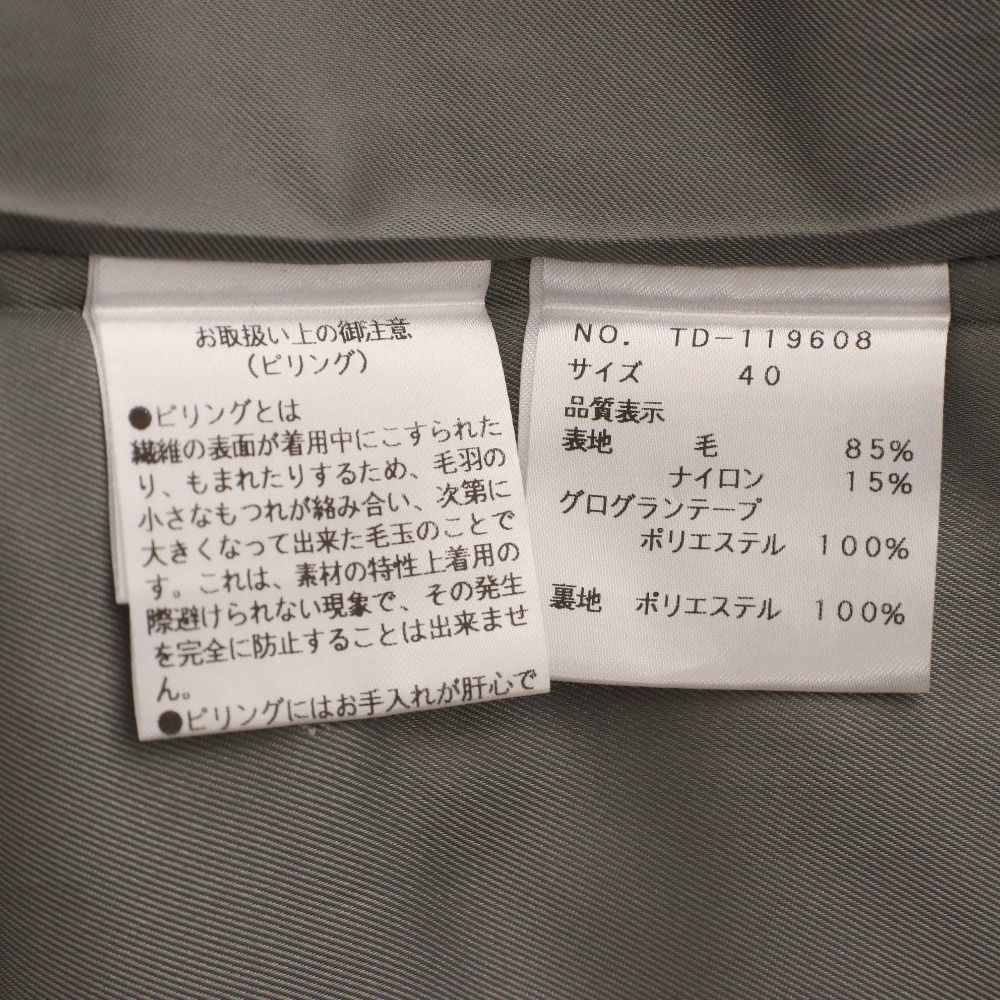 お取扱い上の御注意
(ピリング)
●ピリングとは
繊維の表面が着用中にこすられた
り、もまれたりするため、毛羽の
小さなもつれが絡み合い、次第に
大きくなって出来た毛玉のことで
す。これは、素材の特性上着用の
際避けられない現象で、その発生
を完全に防止することは出来ませ
ん。
●ピリングにはお手入れが肝心で
NO. TD-119608
サイズ 40
品質表示
表地 毛 85%
ナイロン 15%
グログランテープ
ポリエステル 100%
裏地 ポリエステル 100%